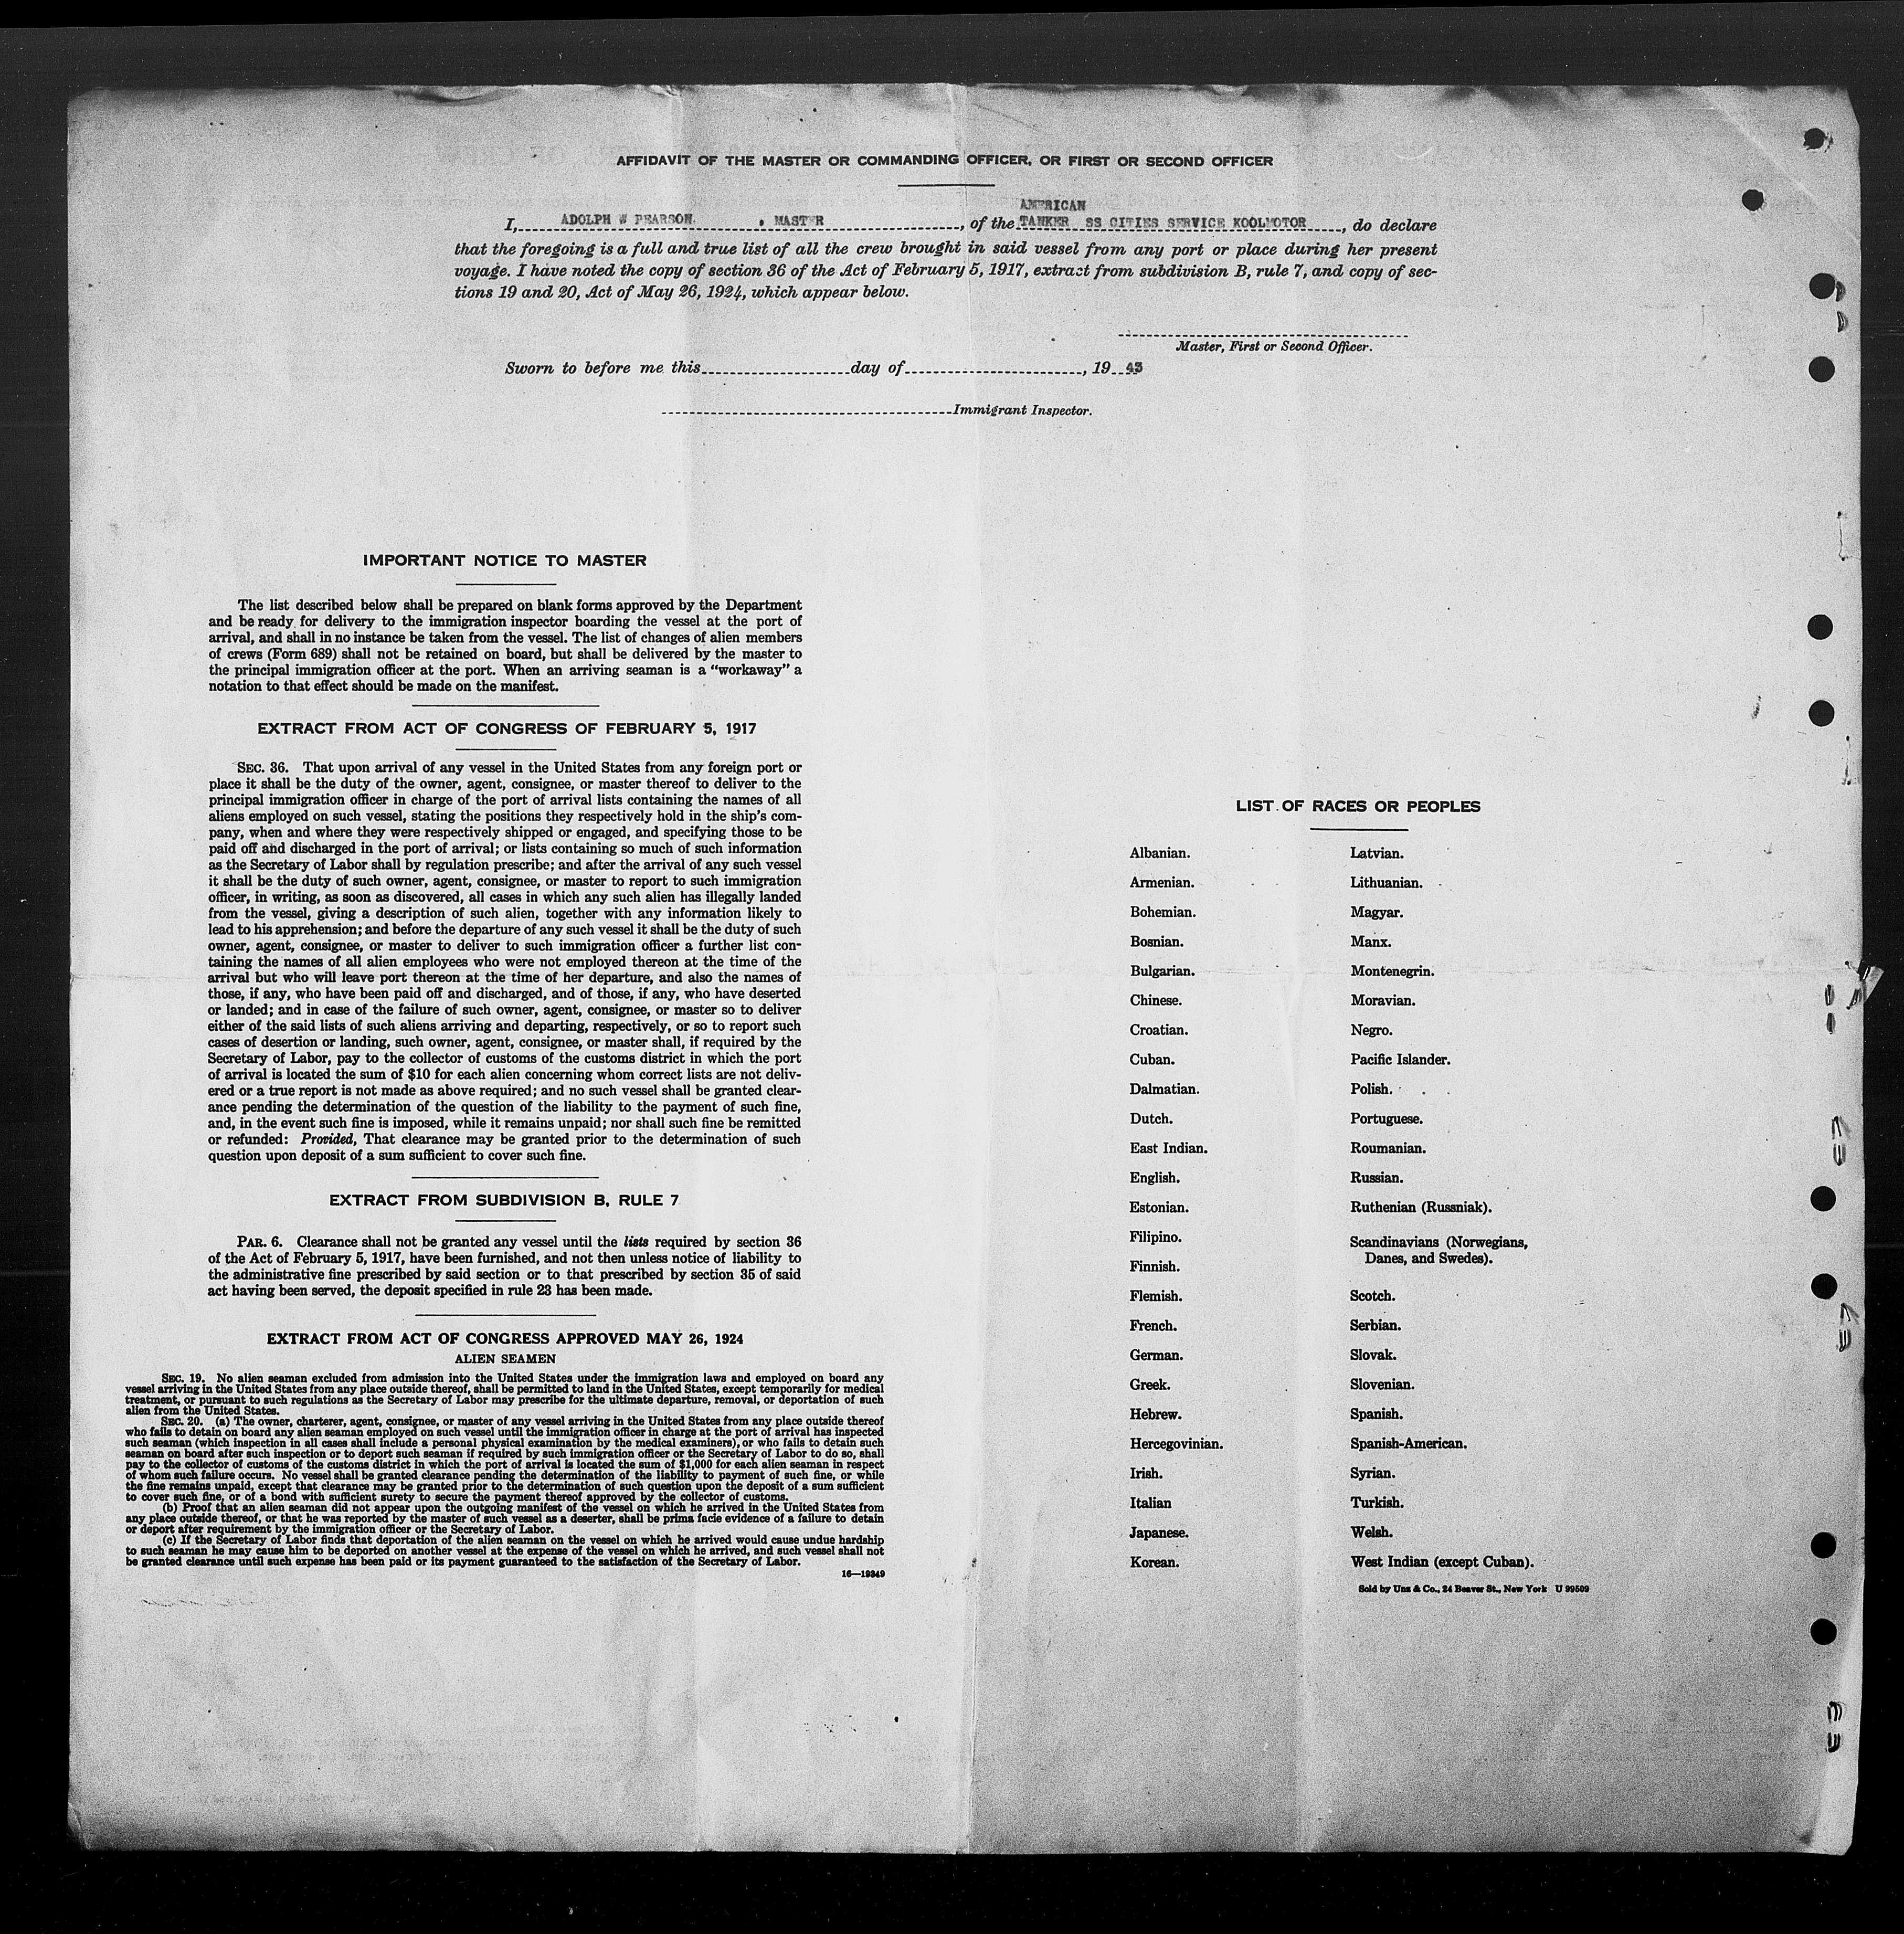 AFFIDAVIT OF THE MASTER OR COMMANDING OFFICER, OR FIRST OR SECOND OFFICER
AMERICAN
I, ADOLPH W PEARSON, MASTER, of the TANKER SS CITIES SERVICE KOOLMOTOR, do declare
that the foregoing is a full and true list of all the crew brought in said vessel from any port or place during her present
voyage. I have noted the copy of section 36 of the Act of February 5, 1917, extract from subdivision B, rule 7, and copy of sec-
tions 19 and 20, Act of May 26, 1924, which appear below.
Master, First or Second Officer.
Sworn to before me this day of , 19 43
Immigrant Inspector.
IMPORTANT NOTICE TO MASTER
The list described below shall be prepared on blank forms approved by the Department
and be ready for delivery to the immigration inspector boarding the vessel at the port of
arrival, and shall in no instance be taken from the vessel. The list of changes of alien members
of crews (Form 689) shall not be retained on board, but shall be delivered by the master to
the principal immigration officer at the port. When an arriving seaman is a “workaway” a
notation to that effect should be made on the manifest.
EXTRACT FROM ACT OF CONGRESS OF FEBRUARY 5, 1917
SEC. 36. That upon arrival of any vessel in the United States from any foreign port or
place it shall be the duty of the owner, agent, consignee, or master thereof to deliver to the
principal immigration officer in charge of the port of arrival lists containing the names of all
aliens employed on such vessel, stating the positions they respectively hold in the ship's com-
pany, when and where they were respectively shipped or engaged, and specifying those to be
paid off and discharged in the port of arrival; or lists containing so much of such information
as the Secretary of Labor shall by regulation prescribe; and after the arrival of any such vessel
it shall be the duty of such owner, agent, consignee, or master to report to such immigration
officer, in writing, as soon as discovered, all cases in which any such alien has illegally landed
from the vessel, giving a description of such alien, together with any information likely to
lead to his apprehension; and before the departure of any such vessel it shall be the duty of such
owner, agent, consignee, or master to deliver to such immigration officer a further list con-
taining the names of all alien employees who were not employed thereon at the time of the
arrival but who will leave port thereon at the time of her departure, and also the names of
those, if any, who have been paid off and discharged, and of those, if any, who have deserted
or landed; and in case of the failure of such owner, agent, consignee, or master so to deliver
either of the said lists of such aliens arriving and departing, respectively, or so to report such
cases of desertion or landing, such owner, agent, consignee, or master shall, if required by the
Secretary of Labor, pay to the collector of customs of the customs district in which the port
of arrival is located the sum of $10 for each alien concerning whom correct lists are not deliv-
ered or a true report is not made as above required; and no such vessel shall be granted clear-
ance pending the determination of the question of the liability to the payment of such fine,
and, in the event such fine is imposed, while it remains unpaid; nor shall such fine be remitted
or refunded: Provided, That clearance may be granted prior to the determination of such
question upon deposit of a sum sufficient to cover such fine.
EXTRACT FROM SUBDIVISION B, RULE 7
PAR. 6. Clearance shall not be granted any vessel until the lists required by section 36
of the Act of February 5, 1917, have been furnished, and not then unless notice of liability to
the administrative fine prescribed by said section or to that prescribed by section 35 of said
act having been served, the deposit specified in rule 23 has been made.
EXTRACT FROM ACT OF CONGRESS APPROVED MAY 26, 1924
ALIEN SEAMEN
SEC. 19. No alien seaman excluded from admission into the United States under the immigration laws and employed on board any
vessel arriving in the United States from any place outside thereof, shall be permitted to land in the United States, except temporarily for medical
treatment, or pursuant to such regulations as the Secretary of Labor may prescribe for the ultimate departure, removal, or deportation of such
alien from the United States.
SEC. 20. (a) The owner, charterer, agent, consignee, or master of any vessel arriving in the United States from any place outside thereof
who fails to detain on board any alien seaman employed on such vessel until the immigration officer in charge at the port of arrival has inspected
such seaman (which inspection in all cases shall include a personal physical examination by the medical examiners), or who fails to detain such
seaman on board after such inspection or to deport such seaman if required by such immigration officer or the Secretary of Labor to do so, shall
pay to the collector of customs of the customs district in which the port of arrival is located the sum of $1,000 for each alien seaman in respect
of whom such failure occurs. No vessel shall be granted clearance pending the determination of the liability to payment of such fine, or while
the fine remains unpaid, except that clearance may be granted prior to the determination of such question upon the deposit of a sum sufficient
to cover such fine, or of a bond with sufficient surety to secure the payment thereof approved by the collector of customs.
(b) Proof that an alien seaman did not appear upon the outgoing manifest of the vessel on which he arrived in the United States from
any place outside thereof, or that he was reported by the master of such vessel as a deserter, shall be prima facie evidence of a failure to detain
or deport after requirement by the immigration officer or the Secretary of Labor.
(c) If the Secretary of Labor finds that deportation of the alien seaman on the vessel on which he arrived would cause undue hardship
to such seaman he may cause him to be deported on another vessel at the expense of the vessel on which he arrived, and such vessel shall not
be granted clearance until such expense has been paid or its payment guaranteed to the satisfaction of the Secretary of Labor.
16—19349
LIST OF RACES OR PEOPLES
Albanian.
Armenian.
Bohemian.
Bosnian.
Bulgarian.
Chinese.
Croatian.
Cuban.
Dalmatian.
Dutch.
East Indian.
English.
Estonian.
Filipino.
Finnish.
Flemish.
French.
German.
Greek.
Hebrew.
Hercegovinian.
Irish.
Italian
Japanese.
Korean.
Latvian.
Lithuanian.
Magyar.
Manx.
Montenegrin.
Moravian.
Negro.
Pacific Islander.
Polish.
Portuguese.
Roumanian.
Russian.
Ruthenian (Russniak).
Scandinavians (Norwegians,
Danes, and Swedes).
Scotch.
Serbian.
Slovak.
Slovenian.
Spanish.
Spanish-American.
Syrian.
Turkish.
Welsh.
West Indian (except Cuban).
Sold by Unz & Co., 24 Beaver St., New York U 99509